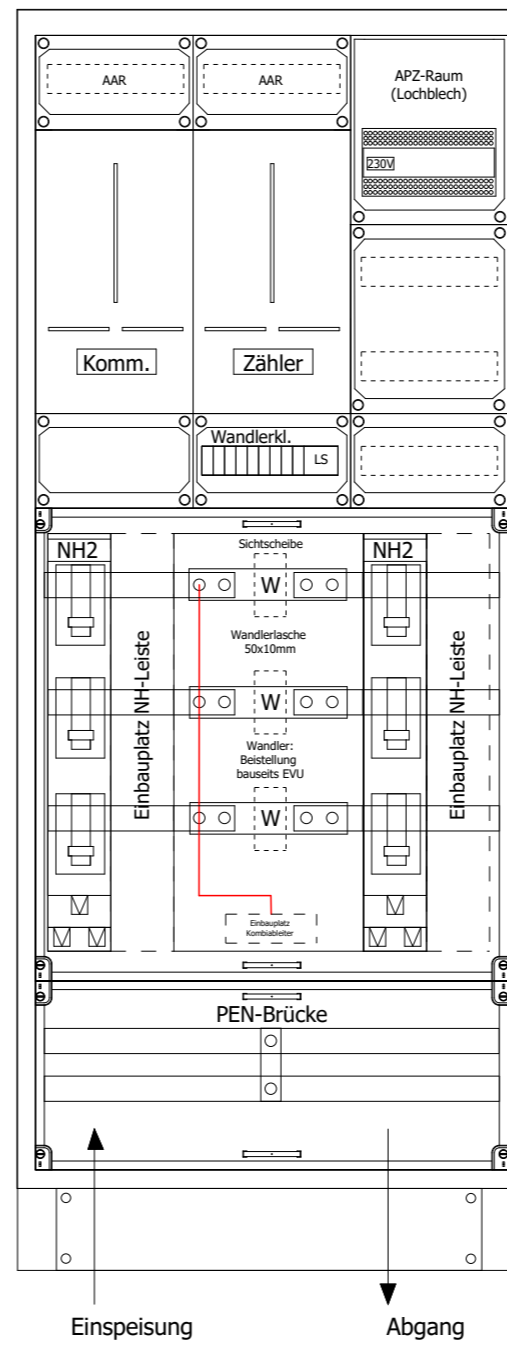 AAR
AAR
APZ-Raum
(Lochblech)
230V
Komm.
Zähler
Wandlerkl.
LS
NH2
Sichtscheibe
NH2
W
Wandlerlasche
50x10mm
Einbauplatz NH-Leiste
Einbauplatz NH-Leiste
W
Wandler:
Beistellung
bauseits EVU
W
Einbauplatz
Kombiableiter
PEN-Brücke
Einspeisung
Abgang